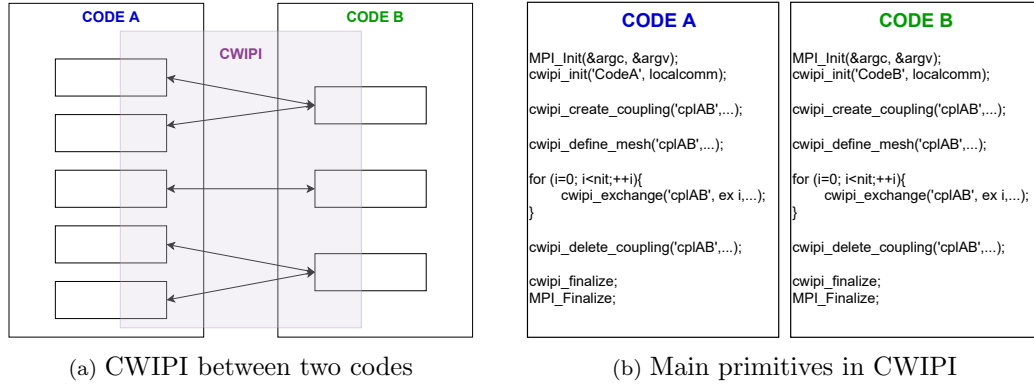 CODE A
CODE B
CWIPI
(a) CWIPI between two codes
CODE A
MPI_Init(&argc, &argv);
cwipi_init('CodeA', localcomm);
cwipi_create_coupling('cplAB',...);
cwipi_define_mesh('cplAB',...);
for (i=0; i<nit;++i){
cwipi_exchange('cplAB', ex i,...);
}
cwipi_delete_coupling('cplAB',...);
cwipi_finalize;
MPI_Finalize;
CODE B
MPI_Init(&argc, &argv);
cwipi_init('CodeB', localcomm);
cwipi_create_coupling('cplAB',...);
cwipi_define_mesh('cplAB',...);
for (i=0; i<nit;++i){
cwipi_exchange('cplAB', ex i,...);
}
cwipi_delete_coupling('cplAB',...);
cwipi_finalize;
MPI_Finalize;
(b) Main primitives in CWIPI